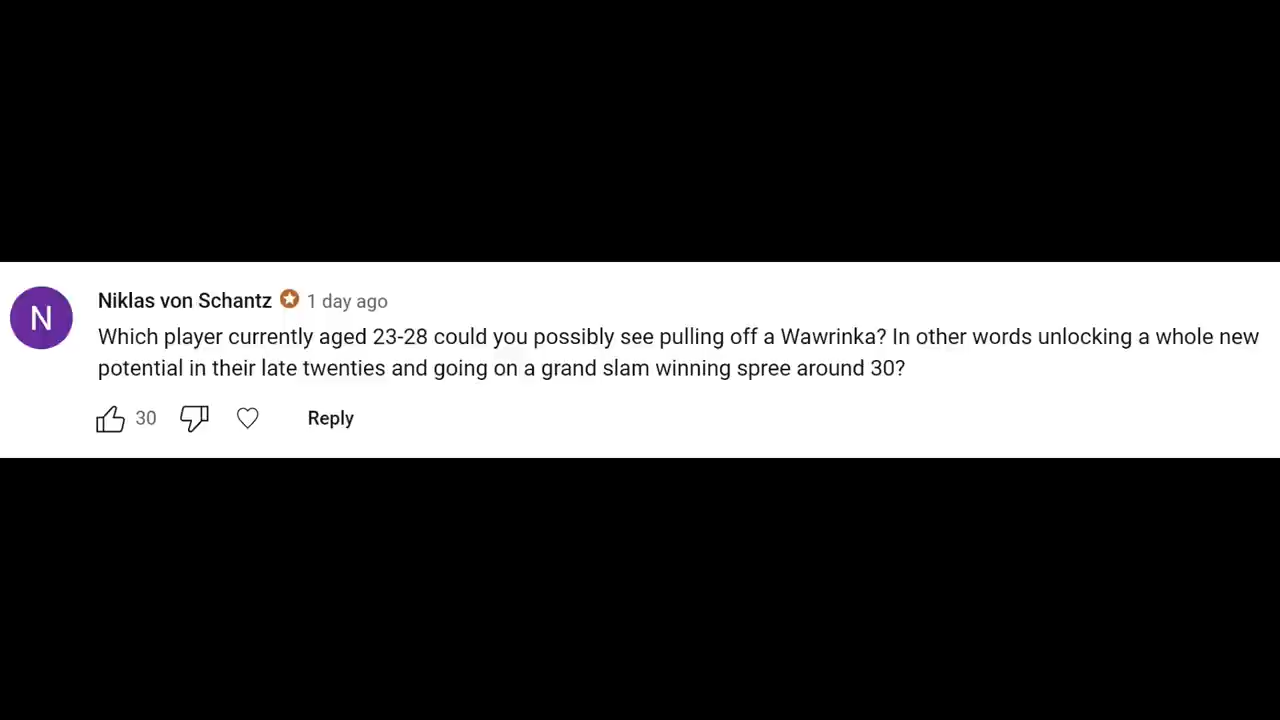 N
Niklas von Schantz 1 day ago
Which player currently aged 23-28 could you possibly see pulling off a Wawrinka? In other words unlocking a whole new
potential in their late twenties and going on a grand slam winning spree around 30?
30 Reply